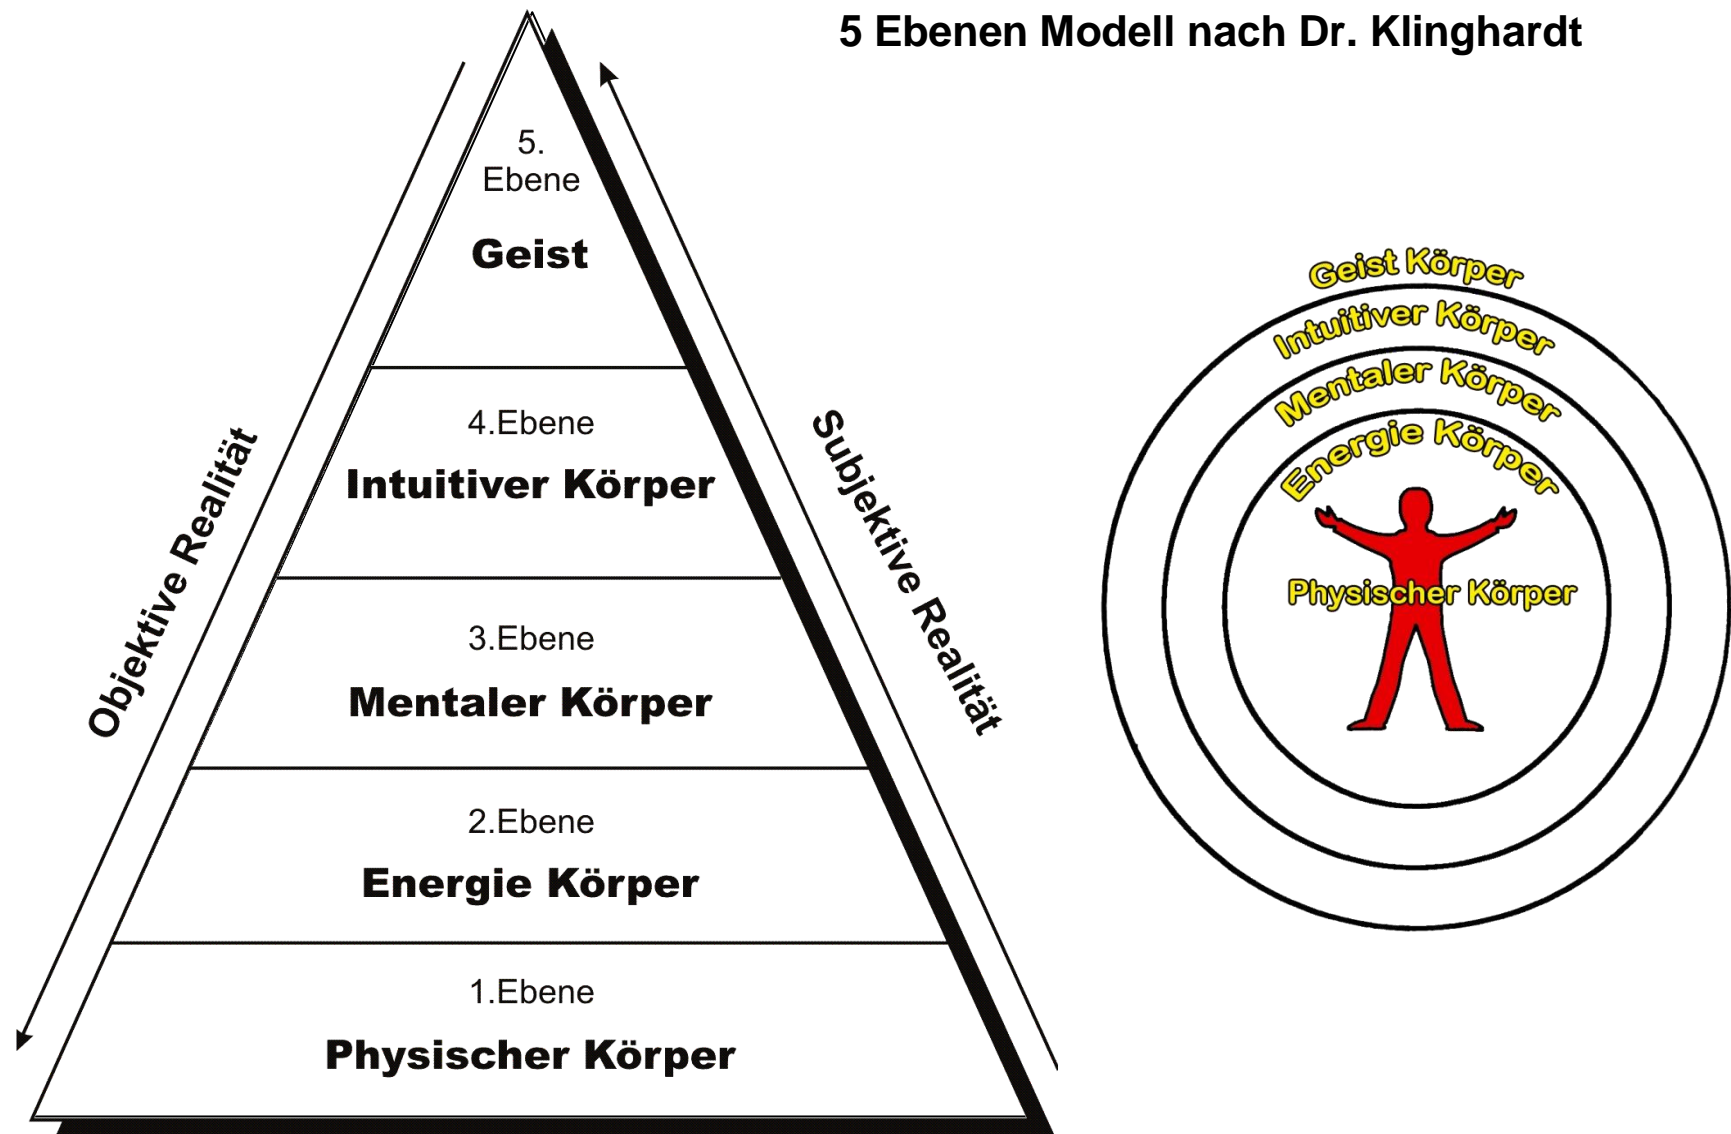 5 Ebenen Modell nach Dr. Klinghardt
5.
Ebene
Geist
4.Ebene
Intuitiver Körper
3.Ebene
Mentaler Körper
2.Ebene
Energie Körper
1.Ebene
Physischer Körper
Objektive Realität
Subjektive Realität
Geist Körper
Intuitiver Körper
Mentaler Körper
Energie Körper
Physischer Körper